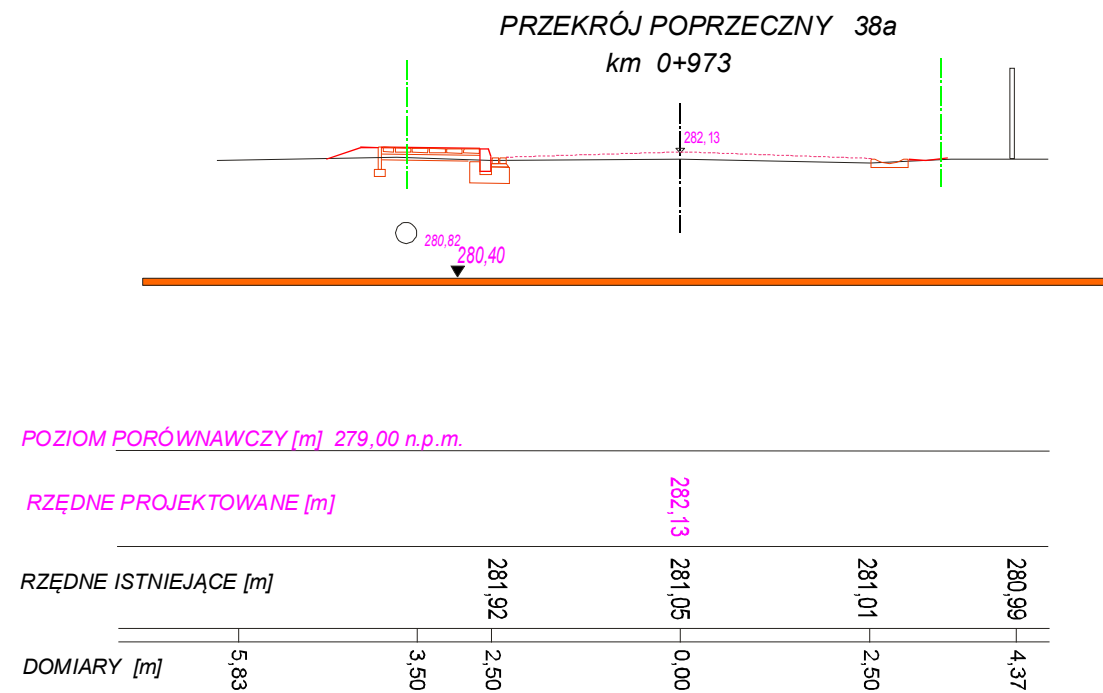 PRZEKRÓJ POPRZECZNY 38a
km 0+973
282,13
280,82
280,40
POZIOM PORÓWNAWCZY [m] 279,00 n.p.m.
RZĘDNE PROJEKTOWANE [m] 282,13
RZĘDNE ISTNIEJĄCE [m] 281,92 281,05 281,01 280,99
DOMIARY [m] 5,83 3,50 2,50 0,00 2,50 4,37